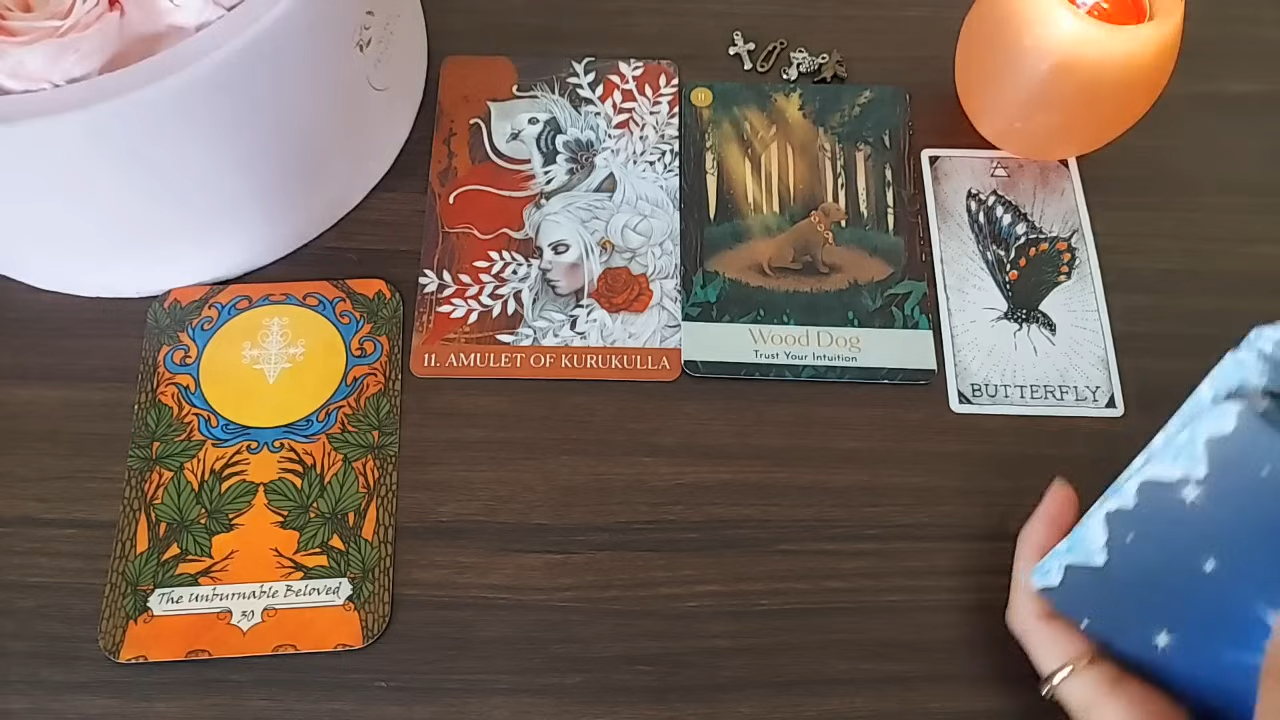 11. AMULET OF KURUKULLA
11
Wood Dog
Trust Your Intuition
BUTTERFLY
The Unburnable Beloved
30